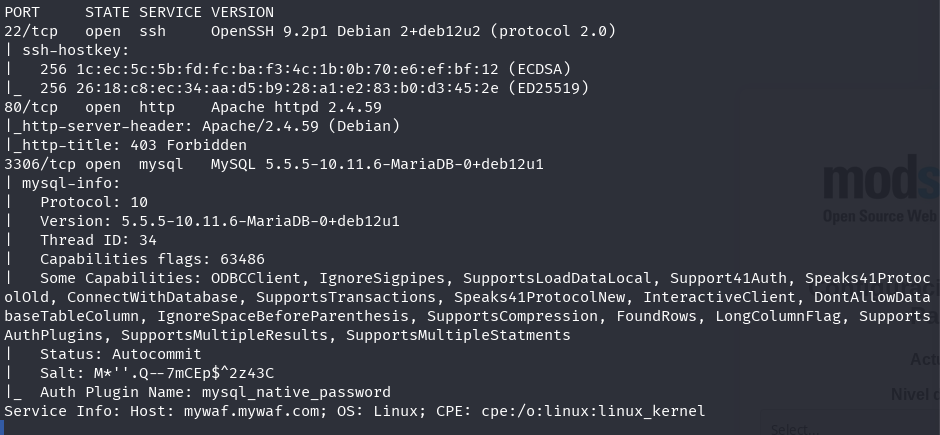 PORT     STATE SERVICE VERSION
22/tcp   open  ssh     OpenSSH 9.2p1 Debian 2+deb12u2 (protocol 2.0)
| ssh-hostkey:
|   256 1c:ec:5c:5b:fd:fc:ba:f3:4c:1b:0b:70:e6:ef:bf:12 (ECDSA)
|_  256 26:18:c8:ec:34:aa:d5:b9:28:a1:e2:83:b0:d3:45:2e (ED25519)
80/tcp   open  http    Apache httpd 2.4.59
|_http-server-header: Apache/2.4.59 (Debian)
|_http-title: 403 Forbidden
3306/tcp open  mysql   MySQL 5.5.5-10.11.6-MariaDB-0+deb12u1
| mysql-info:
|   Protocol: 10
|   Version: 5.5.5-10.11.6-MariaDB-0+deb12u1
|   Thread ID: 34
|   Capabilities flags: 63486
|   Some Capabilities: ODBCClient, IgnoreSigpipes, SupportsLoadDataLocal, Support41Auth, Speaks41Protoc
olOld, ConnectWithDatabase, SupportsTransactions, Speaks41ProtocolNew, InteractiveClient, DontAllowData
baseTableColumn, IgnoreSpaceBeforeParenthesis, SupportsCompression, FoundRows, LongColumnFlag, Supports
AuthPlugins, SupportsMultipleResults, SupportsMultipleStatments
|   Status: Autocommit
|   Salt: M*''.Q--7mCEp$^2z43C
|_  Auth Plugin Name: mysql_native_password
Service Info: Host: mywaf.mywaf.com; OS: Linux; CPE: cpe:/o:linux:linux_kernel
mods
Open Source Web
Actu
Nivel
Select...